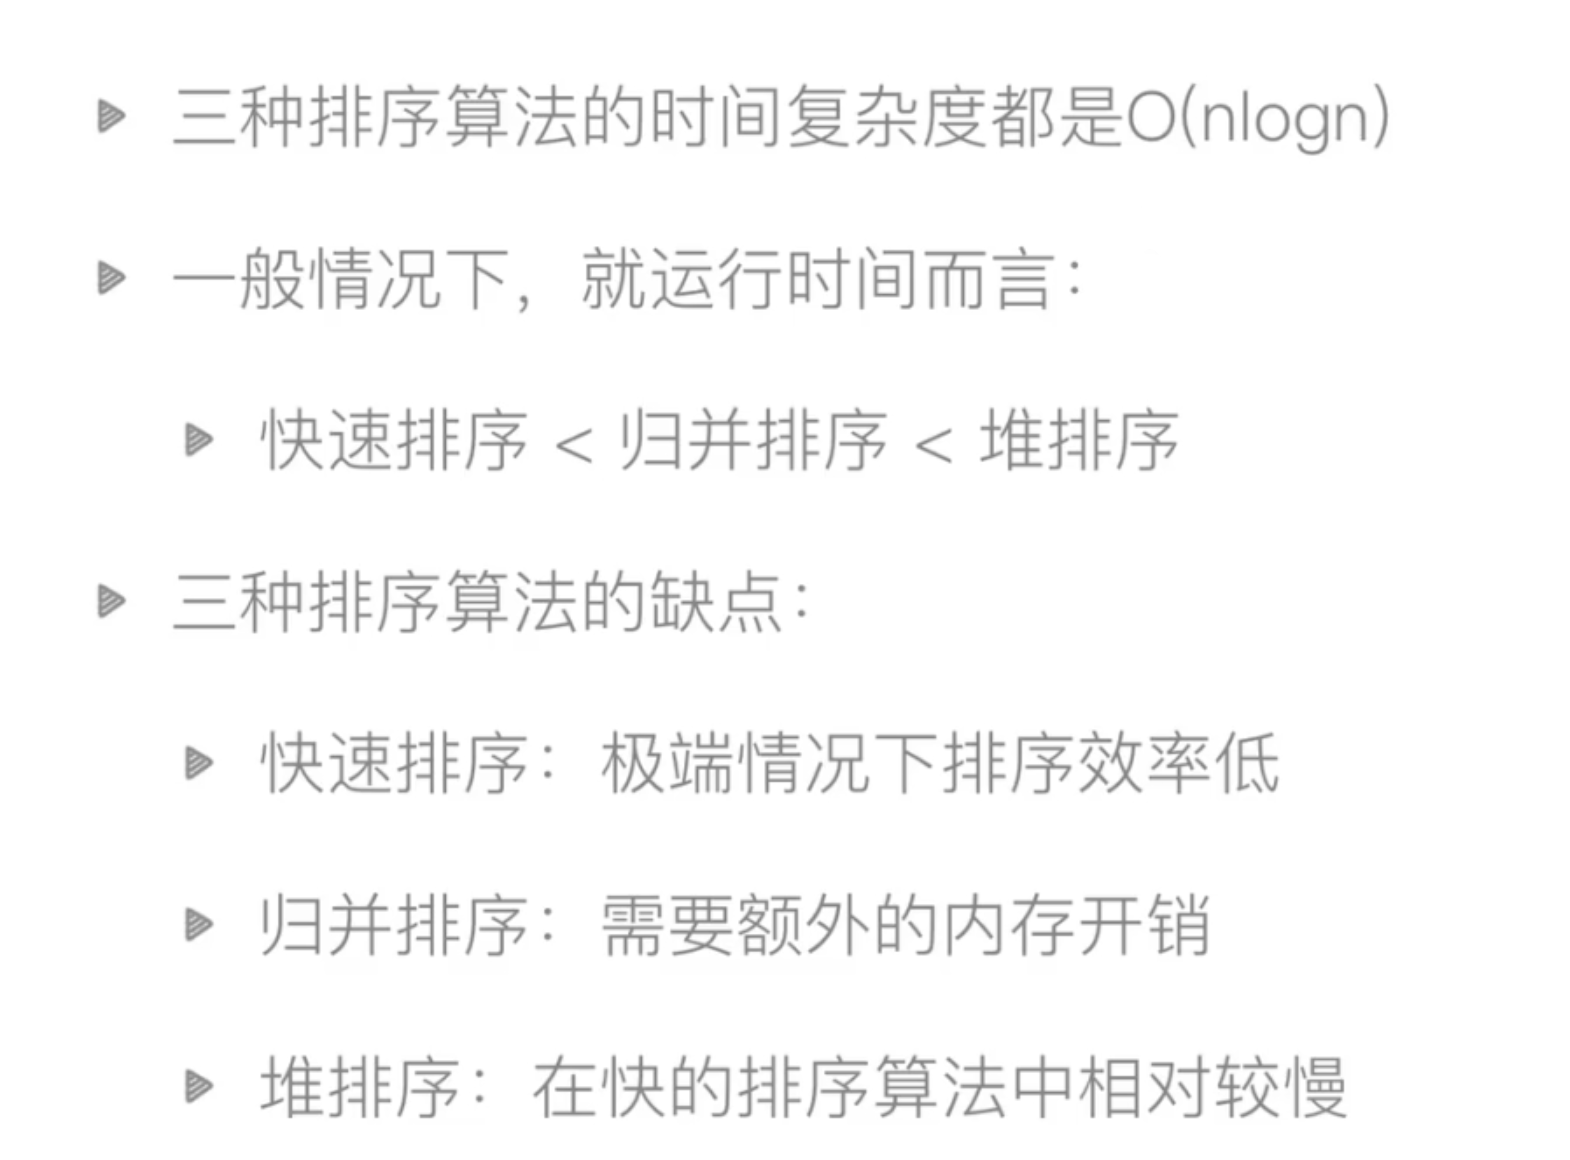 三种排序算法的时间复杂度都是O(nlogn)
一般情况下，就运行时间而言：
快速排序 < 归并排序 < 堆排序
三种排序算法的缺点：
快速排序：极端情况下排序效率低
归并排序：需要额外的内存开销
堆排序：在快的排序算法中相对较慢